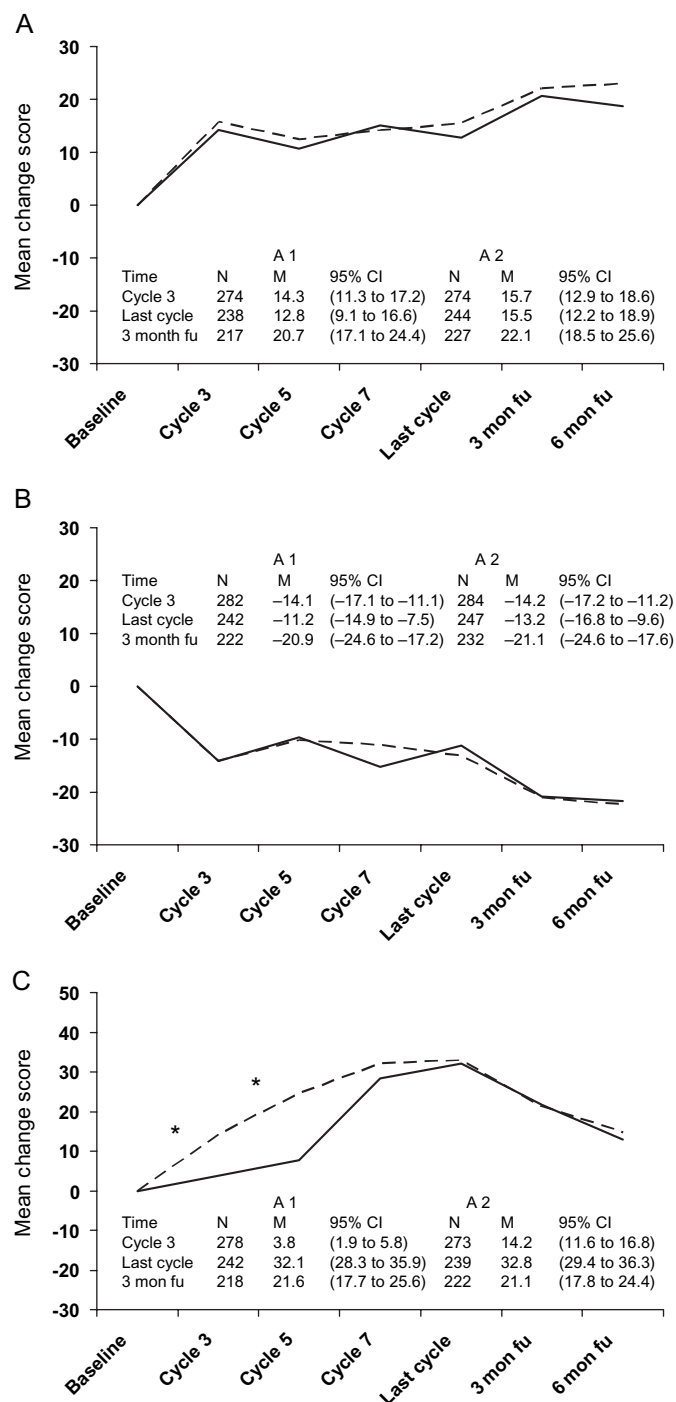 A
30
20
10
0
-10
-20
-30
Mean change score
A 1 A 2
Time N M 95% CI N M 95% CI
Cycle 3 274 14.3 (11.3 to 17.2) 274 15.7 (12.9 to 18.6)
Last cycle 238 12.8 (9.1 to 16.6) 244 15.5 (12.2 to 18.9)
3 month fu 217 20.7 (17.1 to 24.4) 227 22.1 (18.5 to 25.6)
Baseline
Cycle 3
Cycle 5
Cycle 7
Last cycle
3 mon fu
6 mon fu
B
30
20
10
0
-10
-20
-30
Mean change score
A 1 A 2
Time N M 95% CI N M 95% CI
Cycle 3 282 –14.1 (–17.1 to –11.1) 284 –14.2 (–17.2 to –11.2)
Last cycle 242 –11.2 (–14.9 to –7.5) 247 –13.2 (–16.8 to –9.6)
3 month fu 222 –20.9 (–24.6 to –17.2) 232 –21.1 (–24.6 to –17.6)
Baseline
Cycle 3
Cycle 5
Cycle 7
Last cycle
3 mon fu
6 mon fu
C
50
40
30
20
10
0
-10
-20
-30
Mean change score
* *
A 1 A 2
Time N M 95% CI N M 95% CI
Cycle 3 278 3.8 (1.9 to 5.8) 273 14.2 (11.6 to 16.8)
Last cycle 242 32.1 (28.3 to 35.9) 239 32.8 (29.4 to 36.3)
3 mon fu 218 21.6 (17.7 to 25.6) 222 21.1 (17.8 to 24.4)
Baseline
Cycle 3
Cycle 5
Cycle 7
Last cycle
3 mon fu
6 mon fu